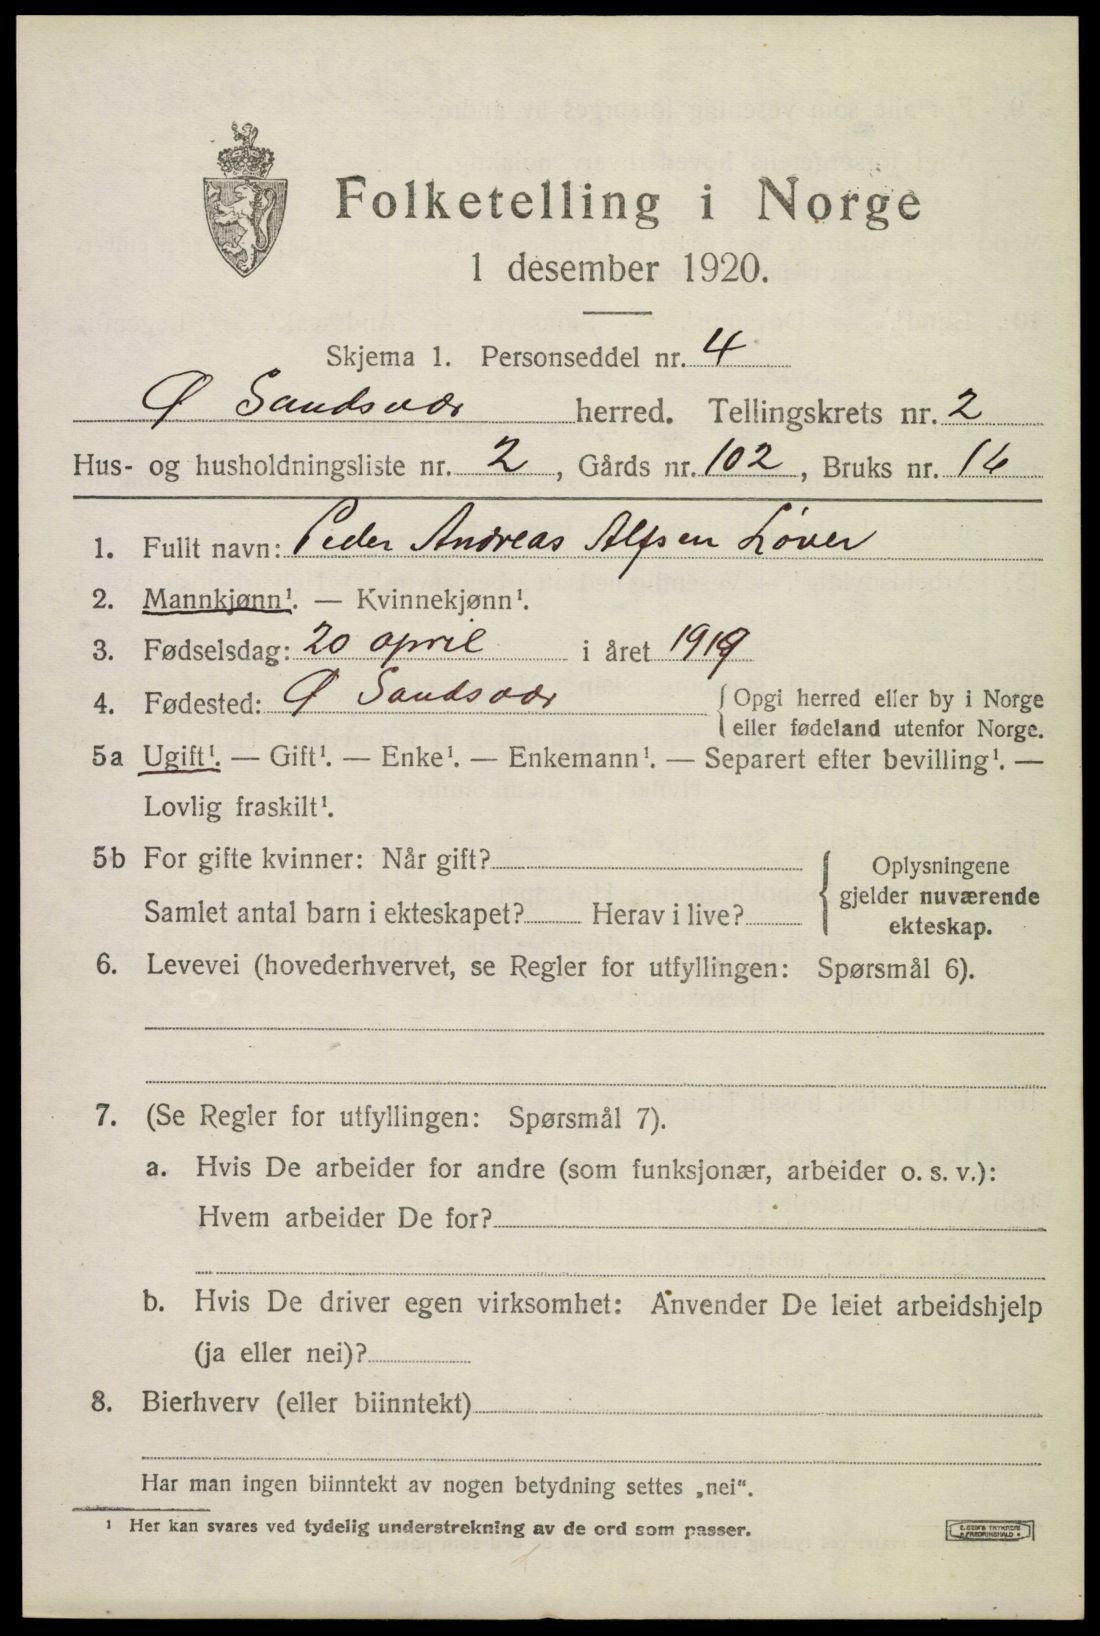 Folketelling i Norge
1 desember 1920.
Skjema 1. Personseddel nr. 4
Ø Sandsvær herred. Tellingskrets nr. 2
Hus- og husholdningsliste nr. 2, Gårds nr. 102, Bruks nr. 16
1. Fullt navn: Peder Andreas Alfsen Løver
2. Mannkjønn¹. — Kvinnekjønn¹.
3. Fødselsdag: 20 april i året 1919
4. Fødested: Ø Sandsvær {Opgi herred eller by i Norge
eller fødeland utenfor Norge.
5a Ugift¹. — Gift¹. — Enke¹. — Enkemann¹. — Separert efter bevilling¹. —
Lovlig fraskilt¹.
5b For gifte kvinner: Når gift?
Samlet antal barn i ekteskapet? Herav i live?
{ Oplysningene
gjelder nuværende
ekteskap.
6. Levevei (hovederhvervet, se Regler for utfyllingen: Spørsmål 6).
7. (Se Regler for utfyllingen: Spørsmål 7).
a. Hvis De arbeider for andre (som funksjonær, arbeider o. s. v.):
Hvem arbeider De for?
b. Hvis De driver egen virksomhet: Anvender De leiet arbeidshjelp
(ja eller nei)?
8. Bierhverv (eller biinntekt)
Har man ingen biinntekt av nogen betydning settes „nei“.
¹ Her kan svares ved tydelig understrekning av de ord som passer.